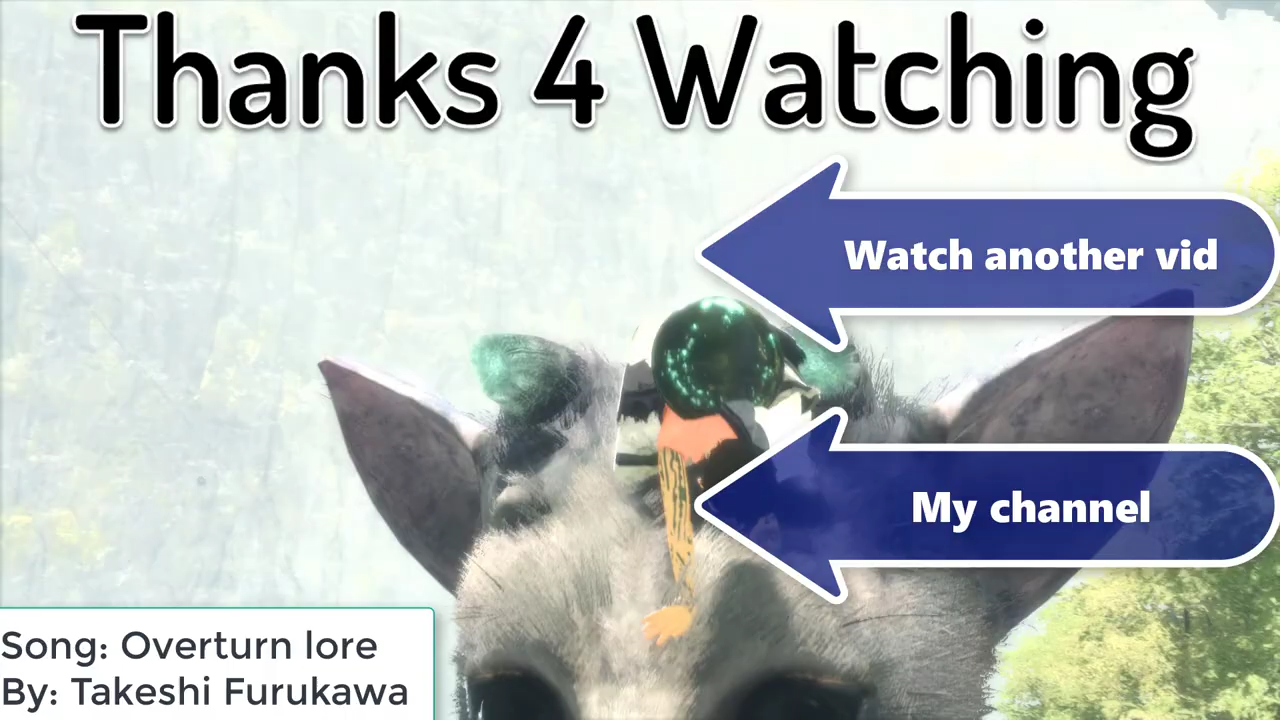 Thanks 4 Watching
Watch another vid
My channel
Song: Overturn lore
By: Takeshi Furukawa